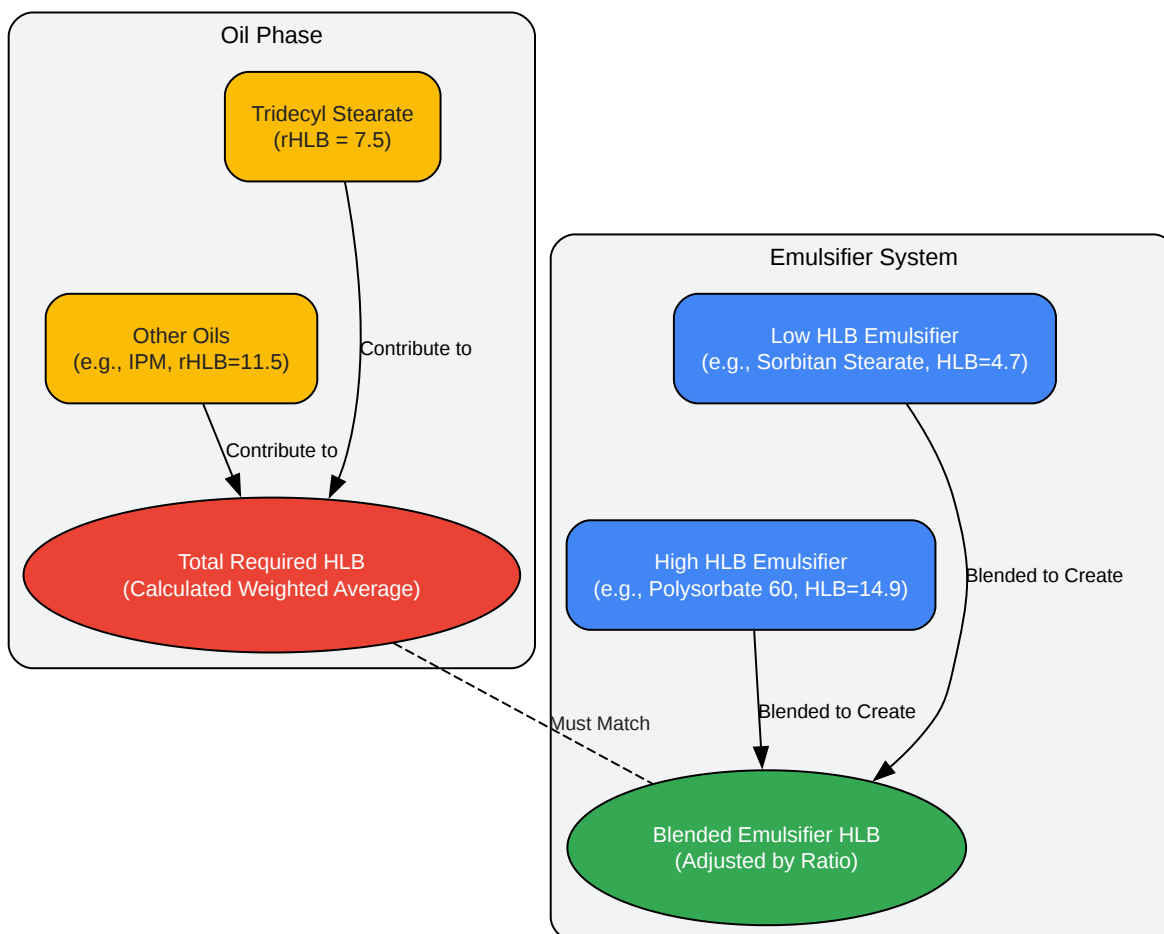 Oil Phase
Tridecyl Stearate
(rHLB = 7.5)
Other Oils
(e.g., IPM, rHLB=11.5)
Contribute to
Contribute to
Total Required HLB
(Calculated Weighted Average)
Emulsifier System
Low HLB Emulsifier
(e.g., Sorbitan Stearate, HLB=4.7)
High HLB Emulsifier
(e.g., Polysorbate 60, HLB=14.9)
Blended to Create
Blended to Create
Must Match
Blended Emulsifier HLB
(Adjusted by Ratio)